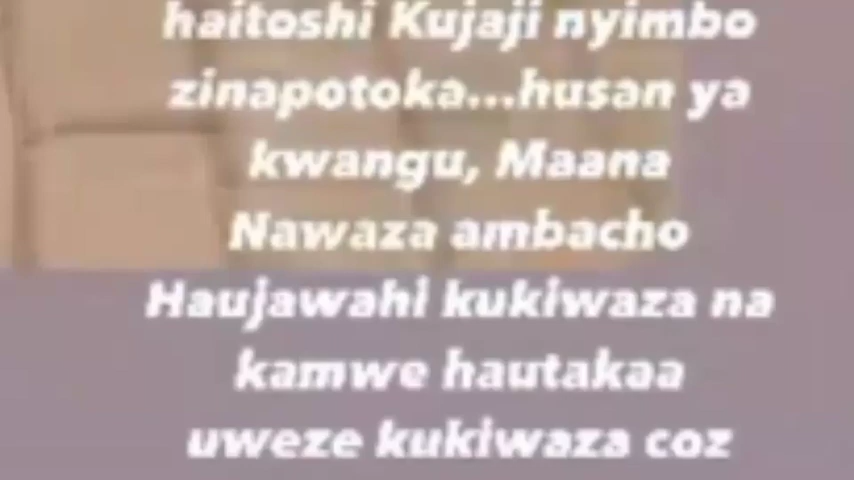 haitoshi Kujaji nyimbo
zinapotoka...husan ya
kwangu, Maana
Nawaza ambacho
Haujawahi kukiwaza na
kamwe hautakaa
uweze kukiwaza coz